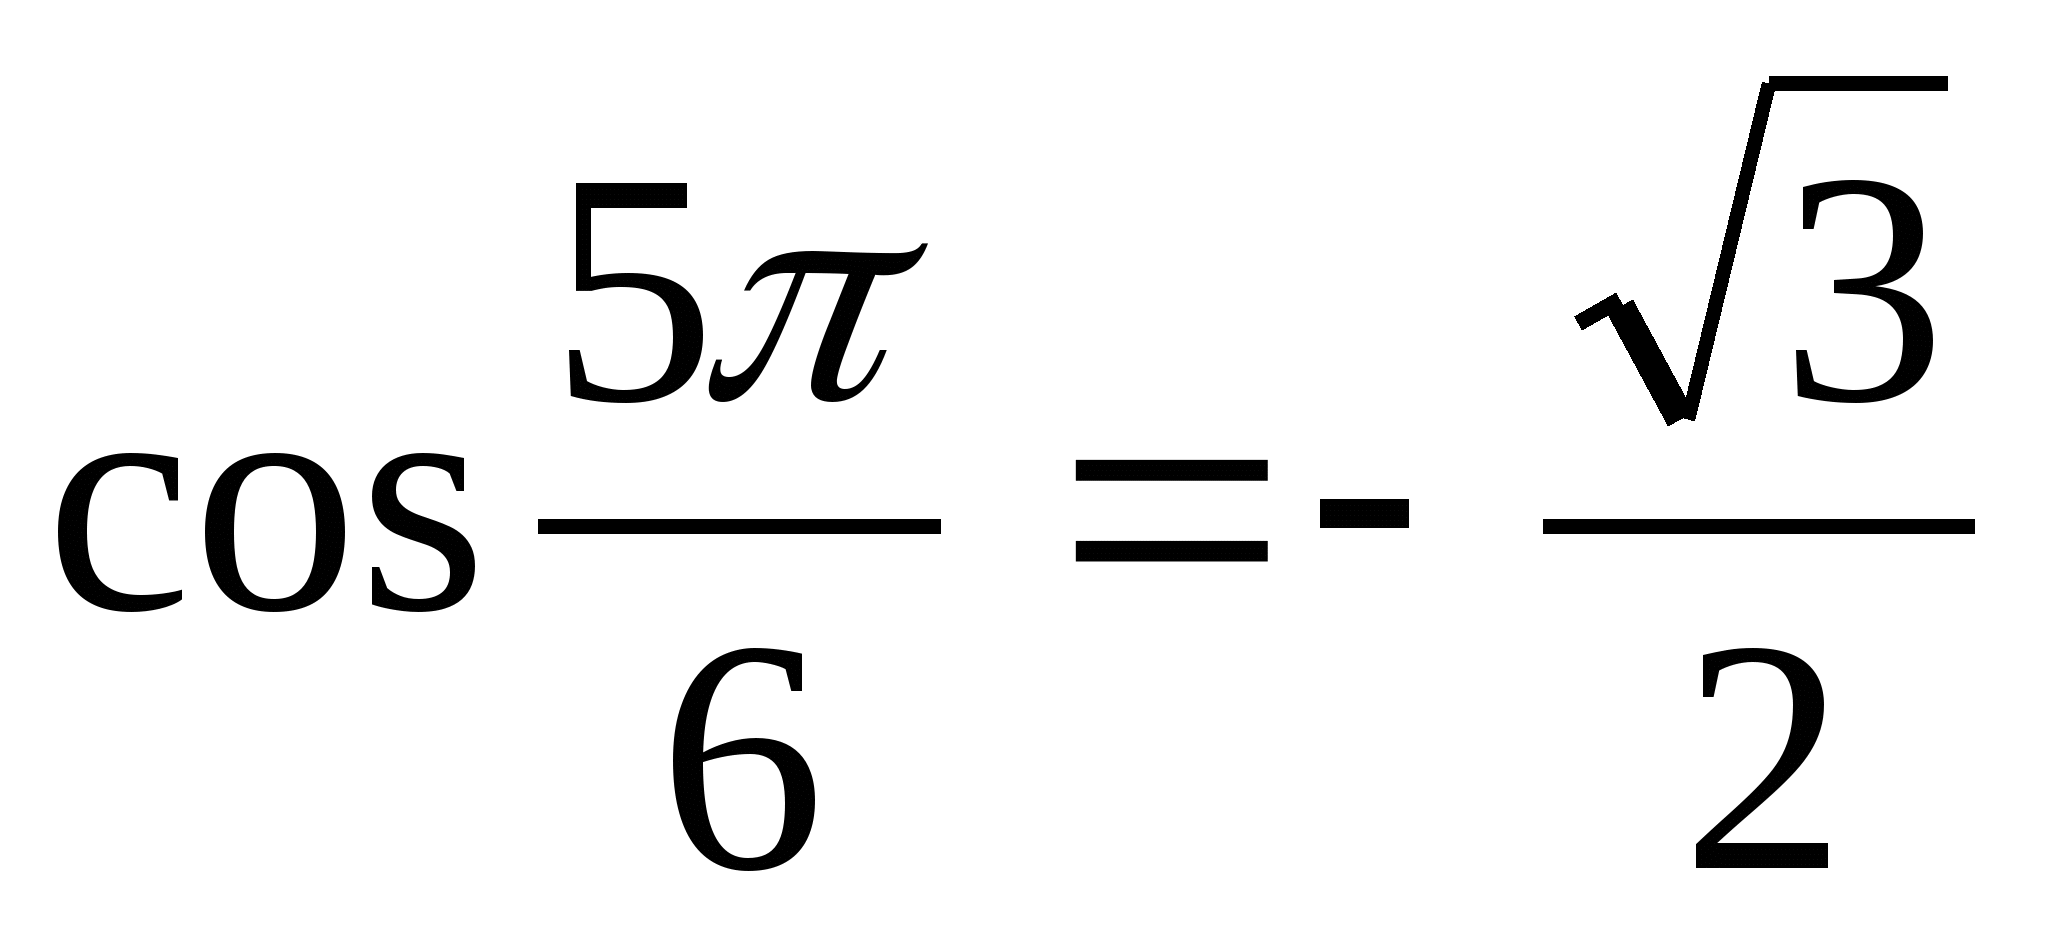 cos 5π/6 = - √3/2